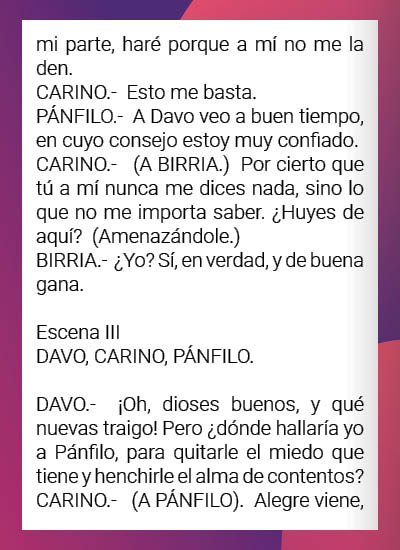 mi parte, haré porque a mí no me la
den.
CARINO.- Esto me basta.
PÁNFILO.- A Davo veo a buen tiempo,
en cuyo consejo estoy muy confiado.
CARINO.- (A BIRRIA.) Por cierto que
tú a mí nunca me dices nada, sino lo
que no me importa saber. ¿Huyes de
aquí? (Amenazándole.)
BIRRIA.- ¿Yo? Sí, en verdad, y de buena
gana.
Escena III
DAVO, CARINO, PÁNFILO.
DAVO.- ¡Oh, dioses buenos, y qué
nuevas traigo! Pero ¿dónde hallaría yo
a Pánfilo, para quitarle el miedo que
tiene y henchirle el alma de contentos?
CARINO.- (A PÁNFILO). Alegre viene,